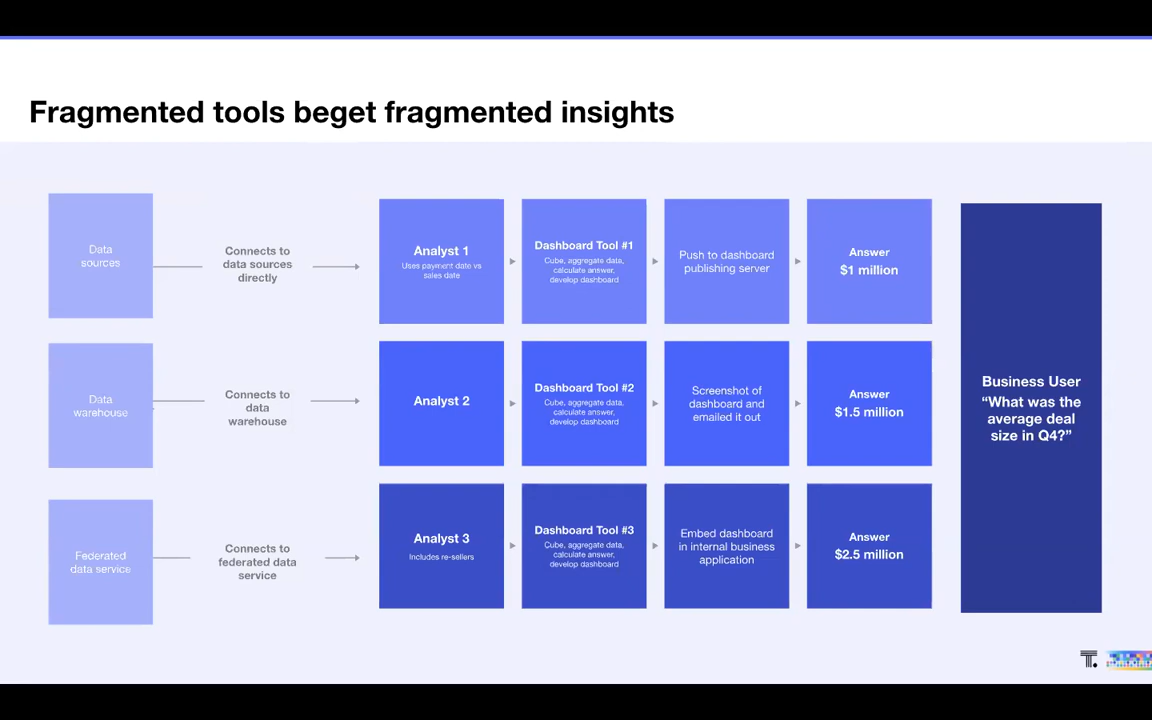 Fragmented tools beget fragmented insights
Data
sources
Connects to
data sources
directly
Analyst 1
Uses payment date vs
sales date
Dashboard Tool #1
Cube, aggregate data,
calculate answer,
develop dashboard
Push to dashboard
publishing server
Answer
$1 million
Data
warehouse
Connects to
data
warehouse
Analyst 2
Dashboard Tool #2
Cube, aggregate data,
calculate answer,
develop dashboard
Screenshot of
dashboard and
emailed it out
Answer
$1.5 million
Federated
data service
Connects to
federated data
service
Analyst 3
Includes re-sellers
Dashboard Tool #3
Cube, aggregate data,
calculate answer,
develop dashboard
Embed dashboard
in internal business
application
Answer
$2.5 million
Business User
“What was the
average deal
size in Q4?”
T.